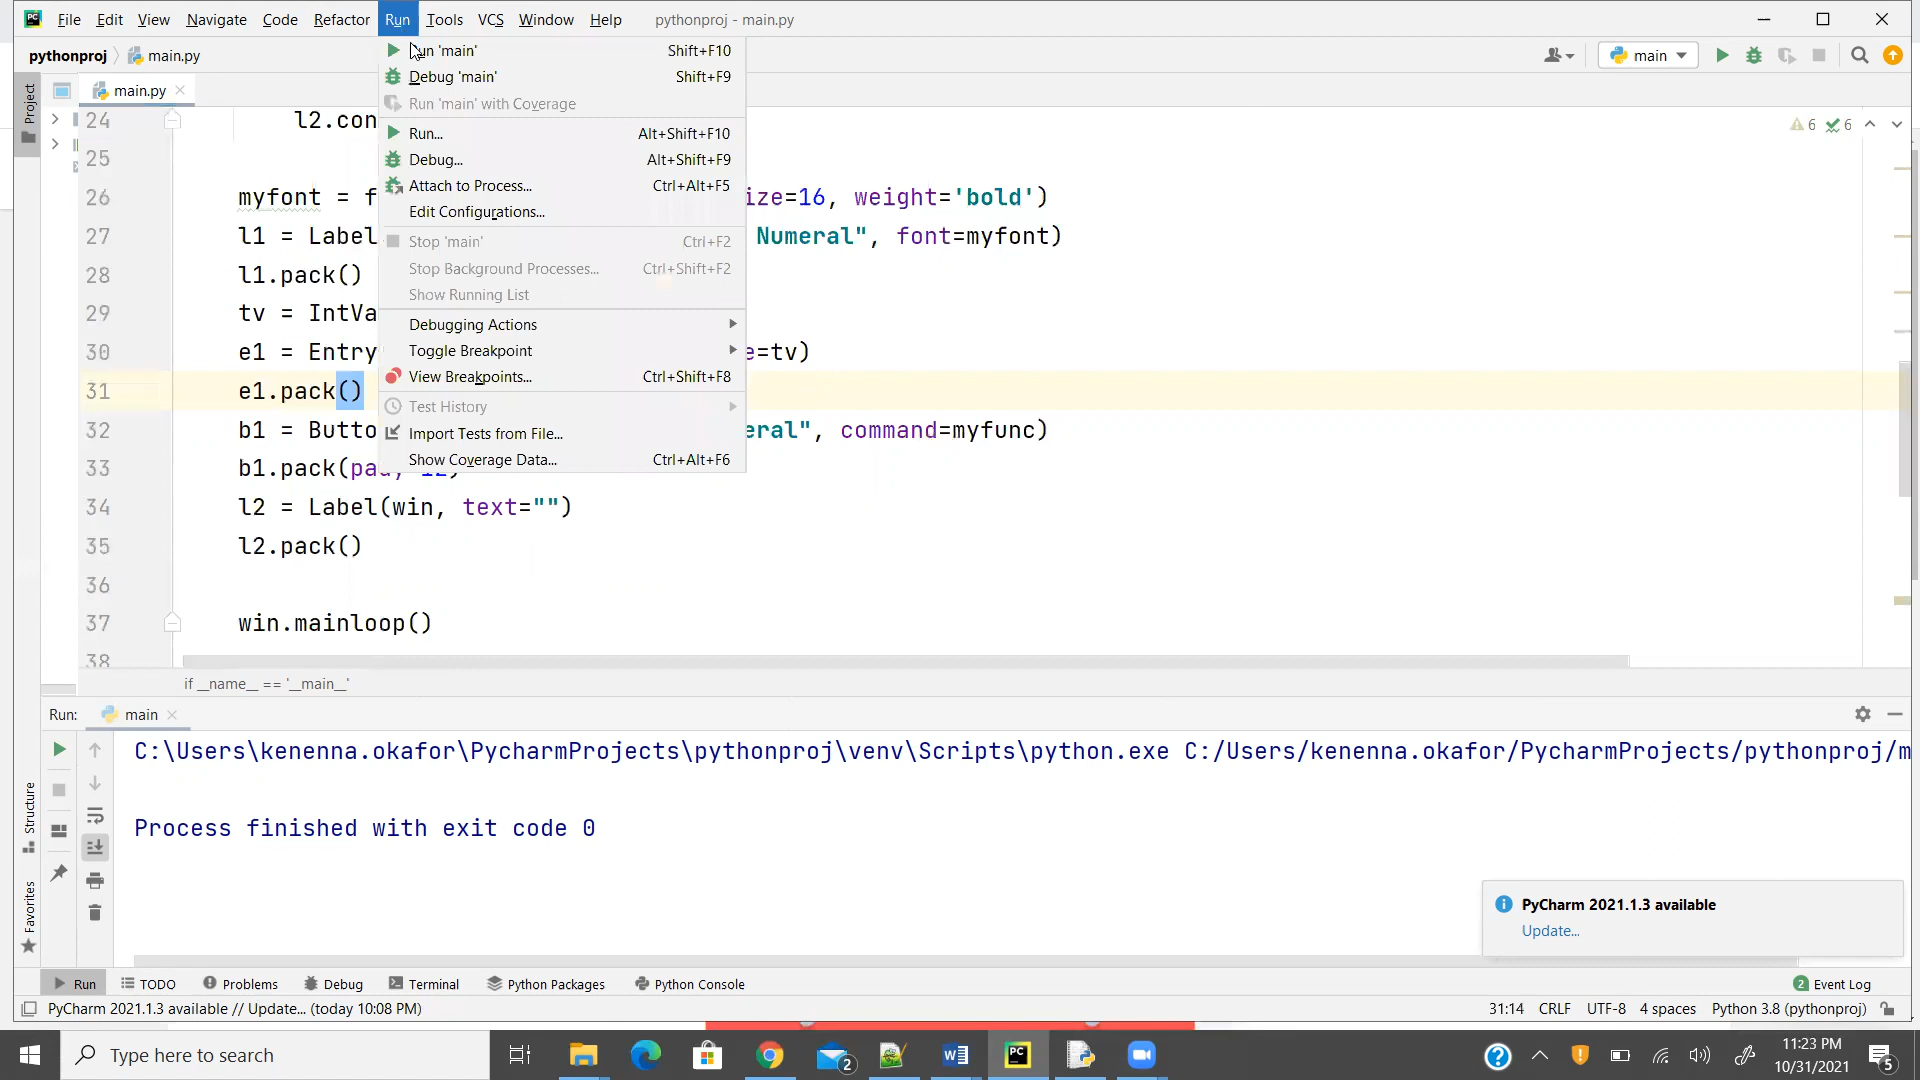 File Edit View Navigate Code Refactor Run Tools VCS Window Help pythonproj - main.py
pythonproj main.py main
Project
main.py
Run 'main' Shift+F10
Debug 'main' Shift+F9
Run 'main' with Coverage
Run... Alt+Shift+F10
Debug... Alt+Shift+F9
Attach to Process... Ctrl+Alt+F5
Edit Configurations...
Stop 'main' Ctrl+F2
Stop Background Processes... Ctrl+Shift+F2
Show Running List
Debugging Actions
Toggle Breakpoint
View Breakpoints... Ctrl+Shift+F8
Test History
Import Tests from File...
Show Coverage Data... Ctrl+Alt+F6
6 6
24 l2.con
25
26 myfont = f ize=16, weight='bold')
27 l1 = Label Numeral", font=myfont)
28 l1.pack()
29 tv = IntVa
30 e1 = Entry e=tv)
31 e1.pack()
32 b1 = Butto eral", command=myfunc)
33 b1.pack(pady
34 l2 = Label(win, text="")
35 l2.pack()
36
37 win.mainloop()
38
if __name__ == '__main__'
Run: main
C:\Users\kenenna.okafor\PycharmProjects\pythonproj\venv\Scripts\python.exe C:/Users/kenenna.okafor/PycharmProjects/pythonproj/m
Process finished with exit code 0
Structure
Favorites
PyCharm 2021.1.3 available
Update...
Run TODO Problems Debug Terminal Python Packages Python Console 2 Event Log
PyCharm 2021.1.3 available // Update... (today 10:08 PM) 31:14 CRLF UTF-8 4 spaces Python 3.8 (pythonproj)
Type here to search
2
PC
11:23 PM
10/31/2021
5